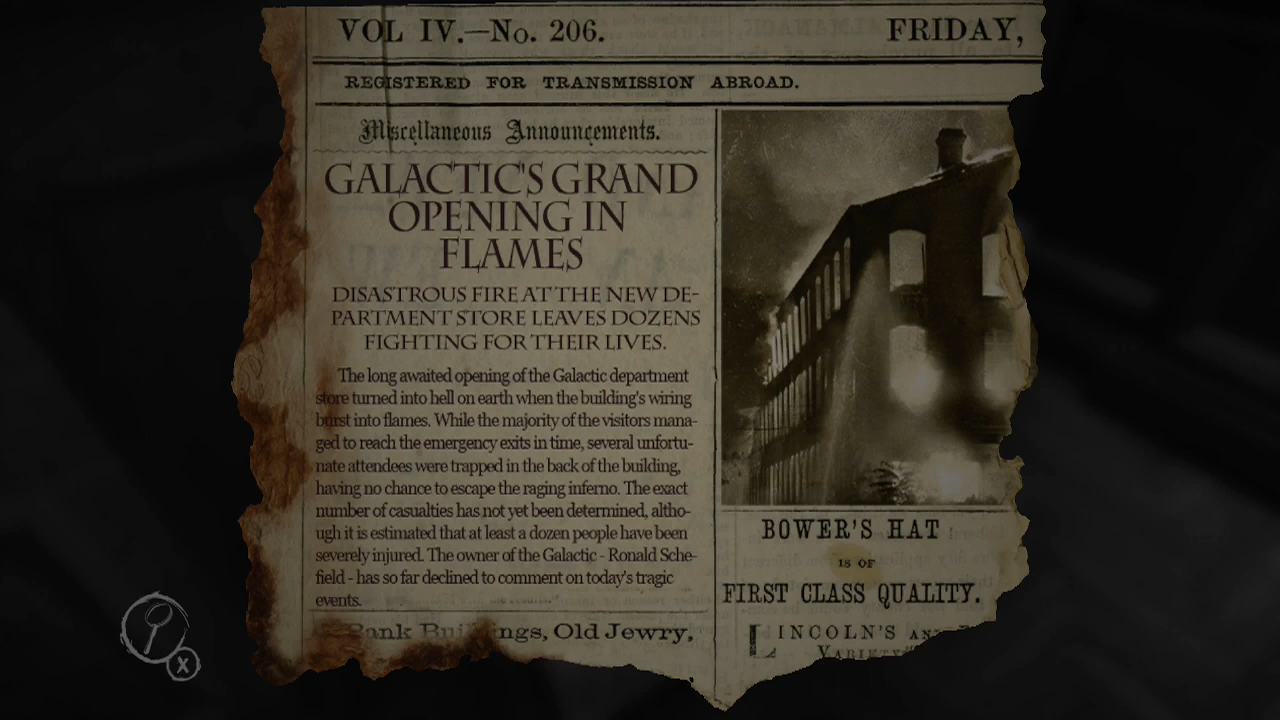 VOL IV.—No. 206.
FRIDAY,
REGISTERED FOR TRANSMISSION ABROAD.
Miscellaneous Announcements.
GALACTIC'S GRAND
OPENING IN
FLAMES
DISASTROUS FIRE AT THE NEW DE-
PARTMENT STORE LEAVES DOZENS
FIGHTING FOR THEIR LIVES.
The long awaited opening of the Galactic department
store turned into hell on earth when the building's wiring
burst into flames. While the majority of the visitors mana-
ged to reach the emergency exits in time, several unfortu-
nate attendees were trapped in the back of the building,
having no chance to escape the raging inferno. The exact
number of casualties has not yet been determined, altho-
ugh it is estimated that at least a dozen people have been
severely injured. The owner of the Galactic - Ronald Sche-
field - has so far declined to comment on today's tragic
events.
Bank Buildings, Old Jewry,
BOWER'S HAT
IS OF
FIRST CLASS QUALITY.
LINCOLN'S
X